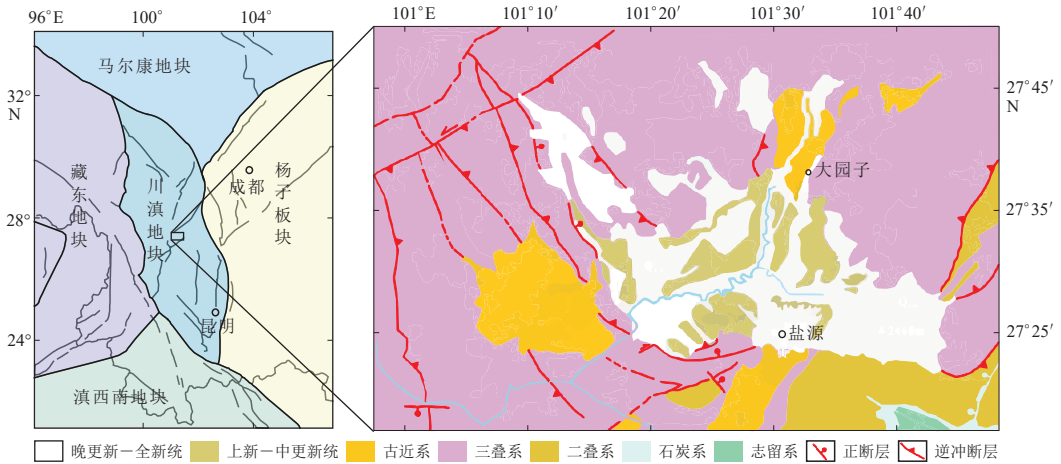 96°E 100° 104°
32°
N
28°
24°
马尔康地块
藏东地块
川滇地块
成都
杨子板块
昆明
滇西南地块
101°E 101°10′ 101°20′ 101°30′ 101°40′
27°45′
N
27°35′
27°25′
大园子
盐源
晚更新－全新统 上新－中更新统 古近系 三叠系 二叠系 石炭系 志留系 正断层 逆冲断层